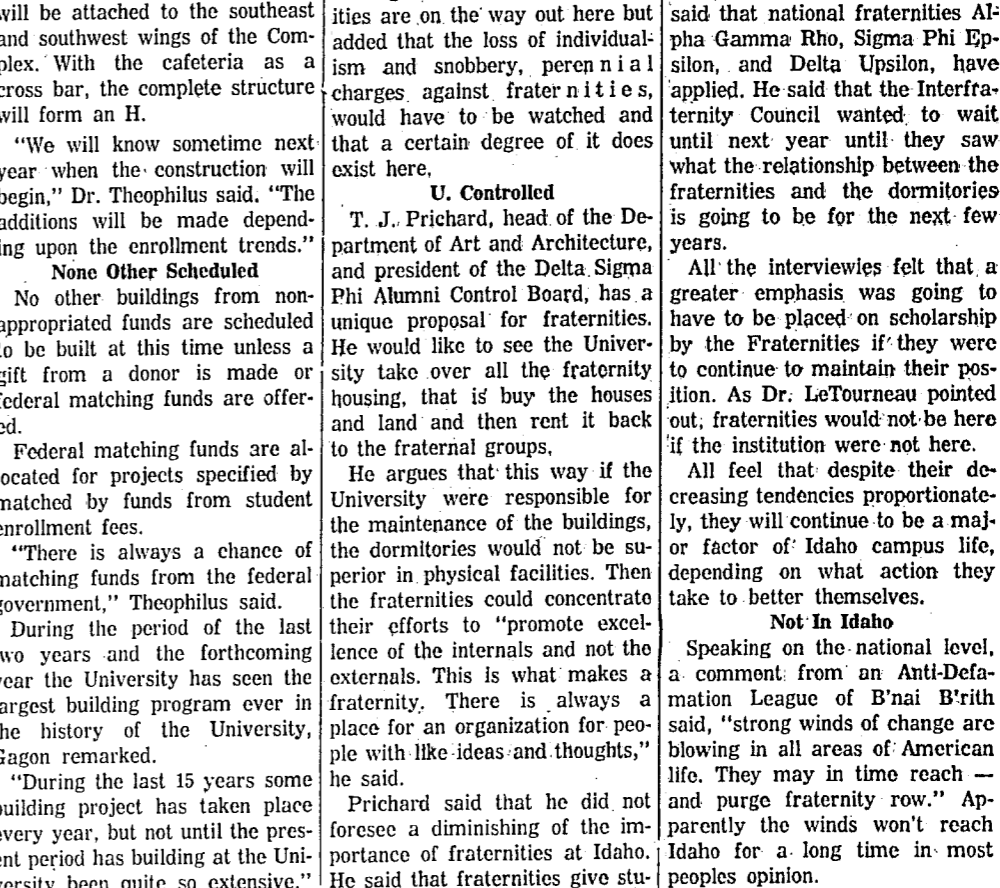 will be attached to the southeast
and southwest wings of the Com-
plex. With the cafeteria as a
cross bar, the complete structure
will form an H.
"We will know sometime next
year when the construction will
begin," Dr. Theophilus said. "The
additions will be made depend-
ing upon the enrollment trends."
None Other Scheduled
No other buildings from non-
appropriated funds are scheduled
to be built at this time unless a
gift from a donor is made or
federal matching funds are offer-
ed.
Federal matching funds are al-
located for projects specified by
matched by funds from student
enrollment fees.
"There is always a chance of
matching funds from the federal
government," Theophilus said.
During the period of the last
two years and the forthcoming
year the University has seen the
largest building program ever in
the history of the University,
Gagon remarked.
"During the last 15 years some
building project has taken place
every year, but not until the pres-
ent period has building at the Uni-
versity been quite so extensive."
ities are on the way out here but
added that the loss of individual-
ism and snobbery, perennial
charges against fraternities,
would have to be watched and
that a certain degree of it does
exist here,
U. Controlled
T. J. Prichard, head of the De-
partment of Art and Architecture,
and president of the Delta Sigma
Phi Alumni Control Board, has a
unique proposal for fraternities.
He would like to see the Univer-
sity take over all the fraternity
housing, that is buy the houses
and land and then rent it back
to the fraternal groups,
He argues that this way if the
University were responsible for
the maintenance of the buildings,
the dormitories would not be su-
perior in physical facilities. Then
the fraternities could concentrate
their efforts to "promote excel-
lence of the internals and not the
externals. This is what makes a
fraternity. There is always a
place for an organization for peo-
ple with like ideas and thoughts,"
he said.
Prichard said that he did not
foresee a diminishing of the im-
portance of fraternities at Idaho.
He said that fraternities give stu-
said that national fraternities Al-
pha Gamma Rho, Sigma Phi Ep-
silon, and Delta Upsilon, have
applied. He said that the Interfra-
ternity Council wanted to wait
until next year until they saw
what the relationship between the
fraternities and the dormitories
is going to be for the next few
years.
All the interviewies felt that a
greater emphasis was going to
have to be placed on scholarship
by the Fraternities if they were
to continue to maintain their pos-
ition. As Dr. LeTourneau pointed
out, fraternities would not be here
if the institution were not here.
All feel that despite their de-
creasing tendencies proportionate-
ly, they will continue to be a maj-
or factor of Idaho campus life,
depending on what action they
take to better themselves.
Not In Idaho
Speaking on the national level,
a comment from an Anti-Defa-
mation League of B'nai B'rith
said, "strong winds of change are
blowing in all areas of American
life. They may in time reach —
and purge fraternity row." Ap-
parently the winds won't reach
Idaho for a long time in most
peoples opinion.